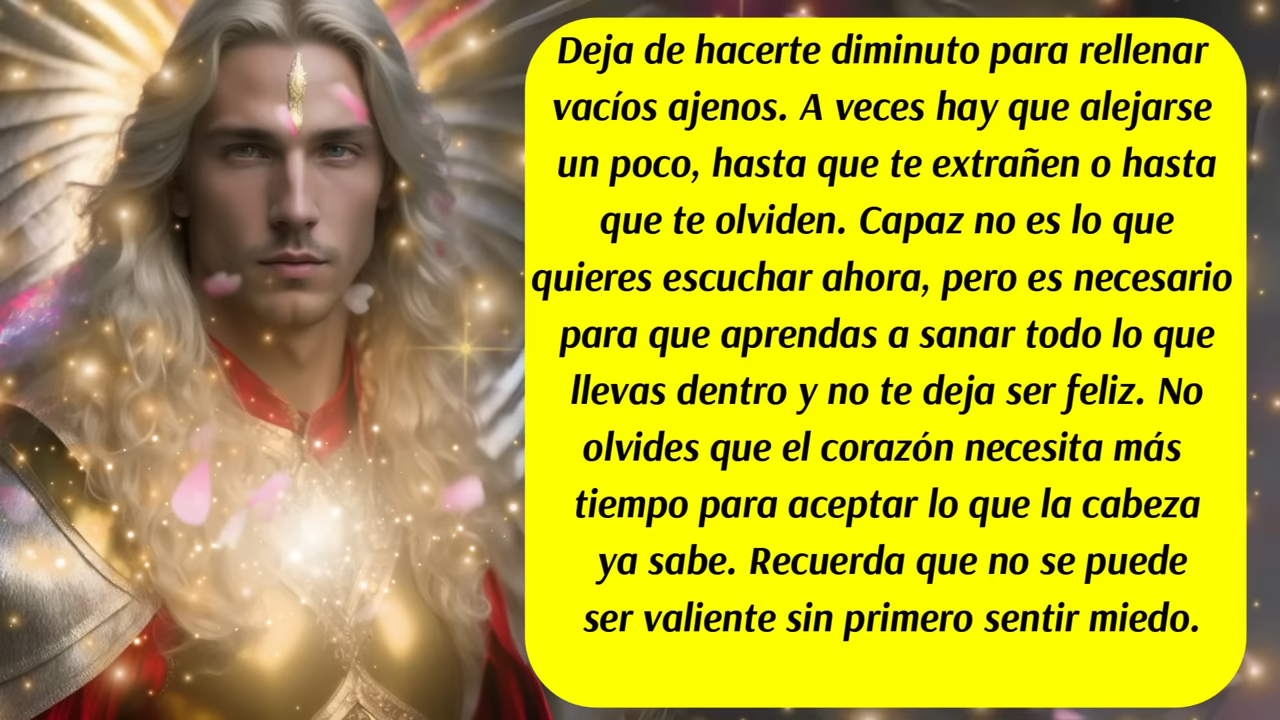 Deja de hacerte diminuto para rellenar
vacíos ajenos. A veces hay que alejarse
un poco, hasta que te extrañen o hasta
que te olviden. Capaz no es lo que
quieres escuchar ahora, pero es necesario
para que aprendas a sanar todo lo que
llevas dentro y no te deja ser feliz. No
olvides que el corazón necesita más
tiempo para aceptar lo que la cabeza
ya sabe. Recuerda que no se puede
ser valiente sin primero sentir miedo.